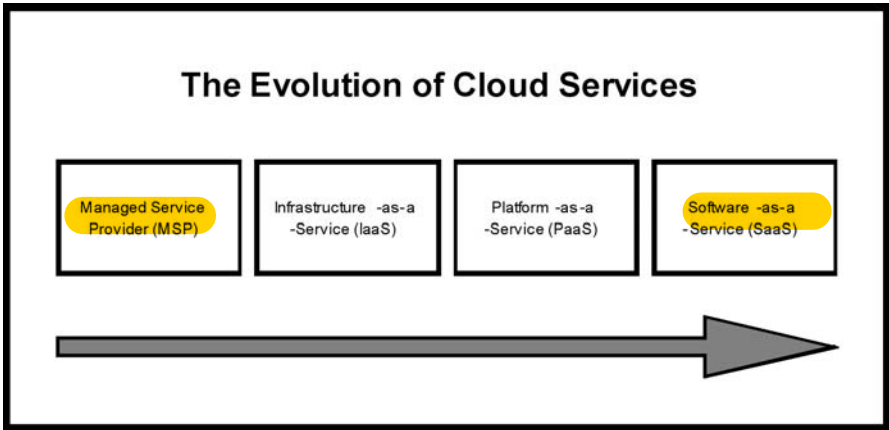 The Evolution of Cloud Services
Managed Service
Provider (MSP)
Infrastructure -as-a
-Service (IaaS)
Platform -as-a
-Service (PaaS)
Software -as-a
-Service (SaaS)